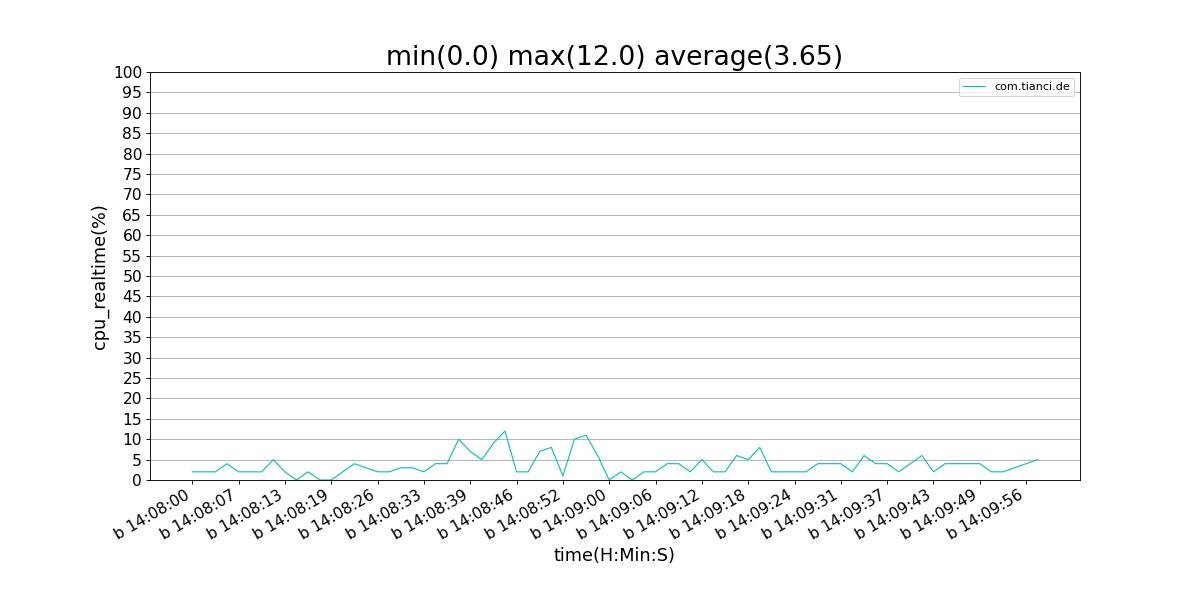 min(0.0) max(12.0) average(3.65)
com.tianci.de
100
95
90
85
80
75
70
65
60
55
50
45
40
35
30
25
20
15
10
5
0
cpu_realtime(%)
b 14:08:00
b 14:08:07
b 14:08:13
b 14:08:19
b 14:08:26
b 14:08:33
b 14:08:39
b 14:08:46
b 14:08:52
b 14:09:00
b 14:09:06
b 14:09:12
b 14:09:18
b 14:09:24
b 14:09:31
b 14:09:37
b 14:09:43
b 14:09:49
b 14:09:56
time(H:Min:S)